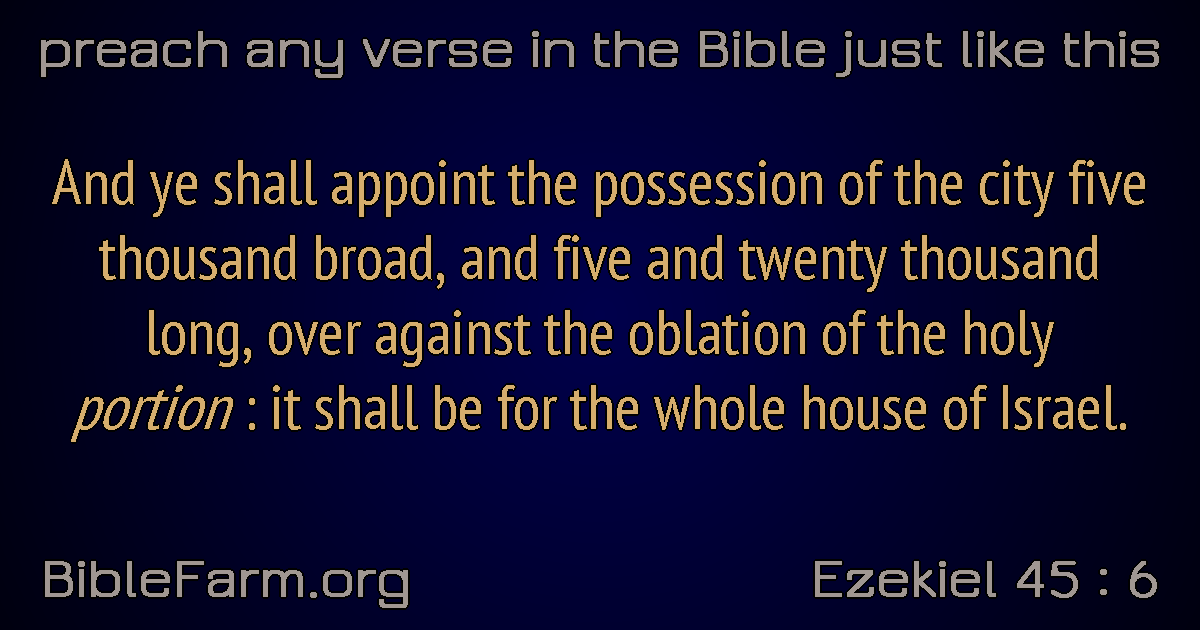 preach any verse in the Bible just like this
And ye shall appoint the possession of the city five
thousand broad, and five and twenty thousand
long, over against the oblation of the holy
portion : it shall be for the whole house of Israel.
BibleFarm.org
Ezekiel 45 : 6